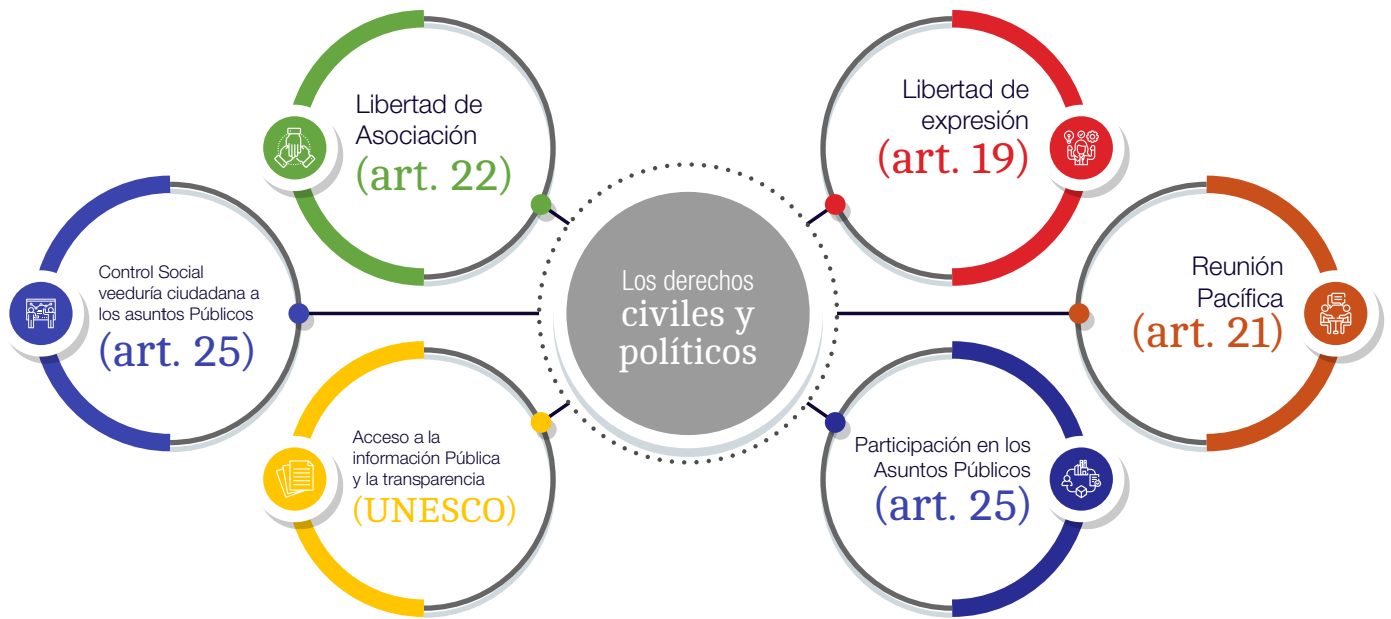 Libertad de
Asociación
(art. 22)
Libertad de
expresión
(art. 19)
Control Social
veeduría ciudadana a
los asuntos Públicos
(art. 25)
Los derechos
civiles y
políticos
Reunión
Pacífica
(art. 21)
Acceso a la
información Pública
y la transparencia
(UNESCO)
Participación en los
Asuntos Públicos
(art. 25)